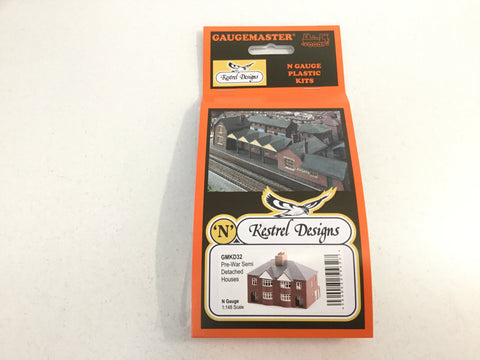 GAUGEMASTER®
Kestrel Designs
N GAUGE
PLASTIC
KITS
'N'
Kestrel Designs
GMKD32
Pre-War Semi
Detached
Houses
N Gauge
1:148 Scale